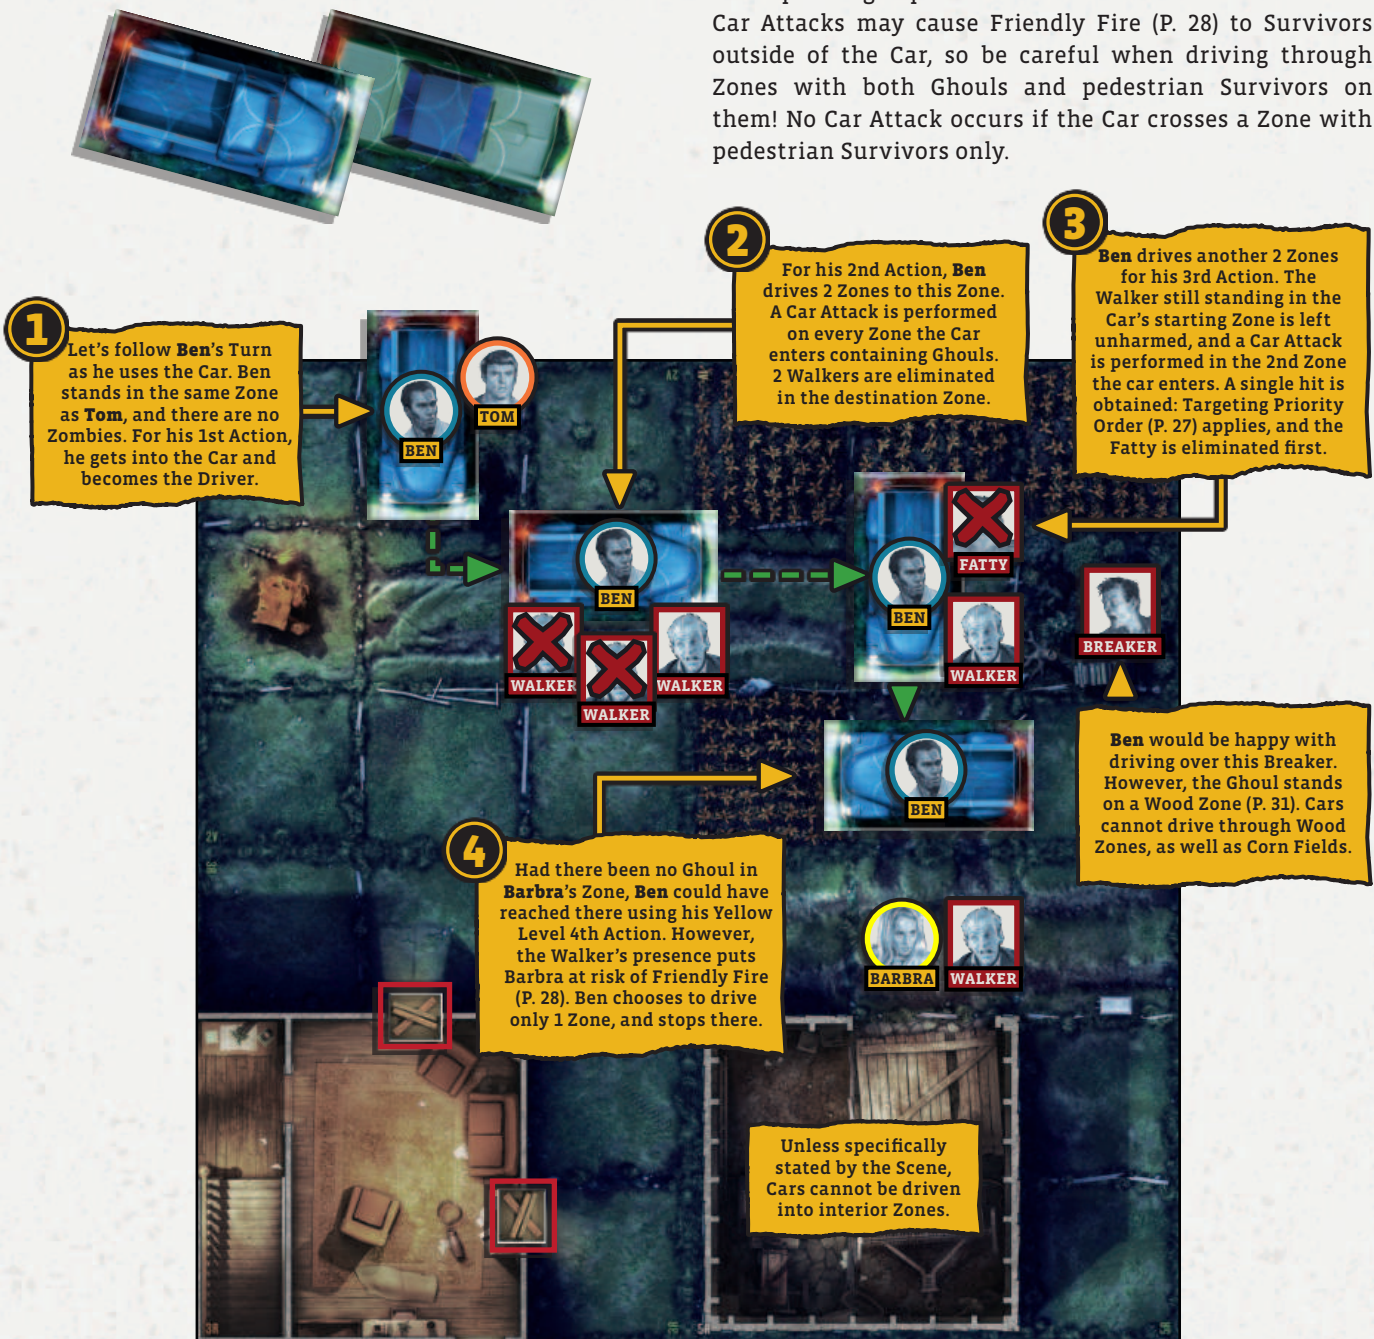 Car Attacks may cause Friendly Fire (P. 28) to Survivors
outside of the Car, so be careful when driving through
Zones with both Ghouls and pedestrian Survivors on
them! No Car Attack occurs if the Car crosses a Zone with
pedestrian Survivors only.
1
Let's follow Ben's Turn
as he uses the Car. Ben
stands in the same Zone
as Tom, and there are no
Zombies. For his 1st Action,
he gets into the Car and
becomes the Driver.
2
For his 2nd Action, Ben
drives 2 Zones to this Zone.
A Car Attack is performed
on every Zone the Car
enters containing Ghouls.
2 Walkers are eliminated
in the destination Zone.
3
Ben drives another 2 Zones
for his 3rd Action. The
Walker still standing in the
Car's starting Zone is left
unharmed, and a Car Attack
is performed in the 2nd Zone
the car enters. A single hit is
obtained: Targeting Priority
Order (P. 27) applies, and the
Fatty is eliminated first.
BEN
TOM
BEN
WALKER
WALKER
WALKER
BEN
FATTY
WALKER
BREAKER
Ben would be happy with
driving over this Breaker.
However, the Ghoul stands
on a Wood Zone (P. 31). Cars
cannot drive through Wood
Zones, as well as Corn Fields.
BEN
4
Had there been no Ghoul in
Barbra's Zone, Ben could have
reached there using his Yellow
Level 4th Action. However,
the Walker's presence puts
Barbra at risk of Friendly Fire
(P. 28). Ben chooses to drive
only 1 Zone, and stops there.
BARBRA
WALKER
Unless specifically
stated by the Scene,
Cars cannot be driven
into interior Zones.